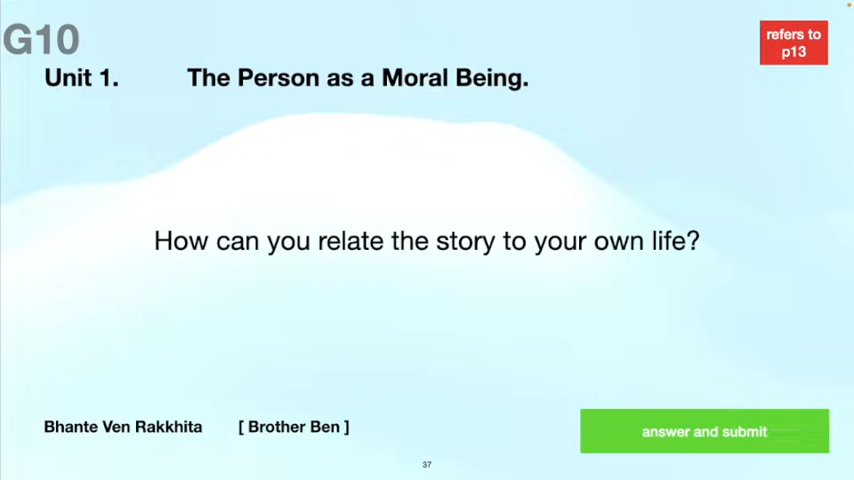 G10
refers to
p13
Unit 1. The Person as a Moral Being.
How can you relate the story to your own life?
Bhante Ven Rakkhita [ Brother Ben ]
answer and submit
37